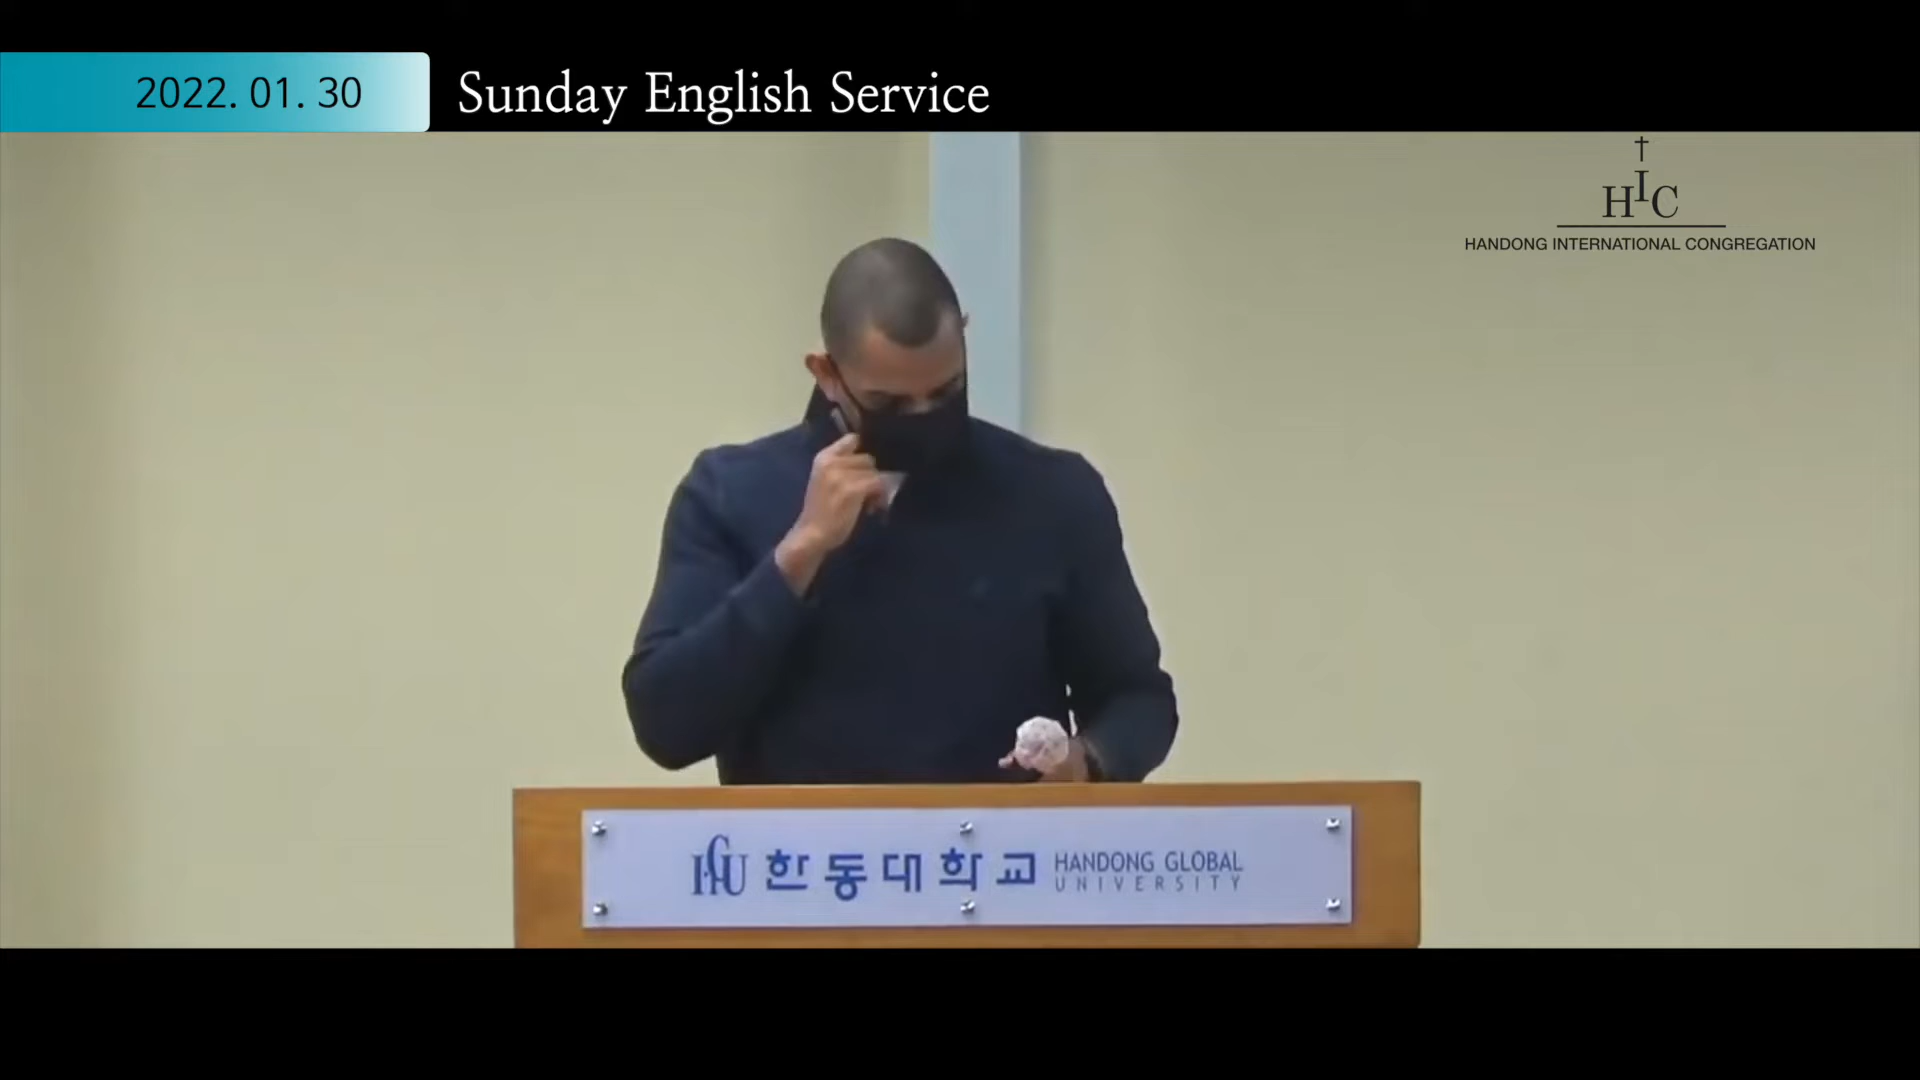 2022. 01. 30
Sunday English Service
HIC
HANDONG INTERNATIONAL CONGREGATION
HGU 한동대학교 HANDONG GLOBAL
UNIVERSITY